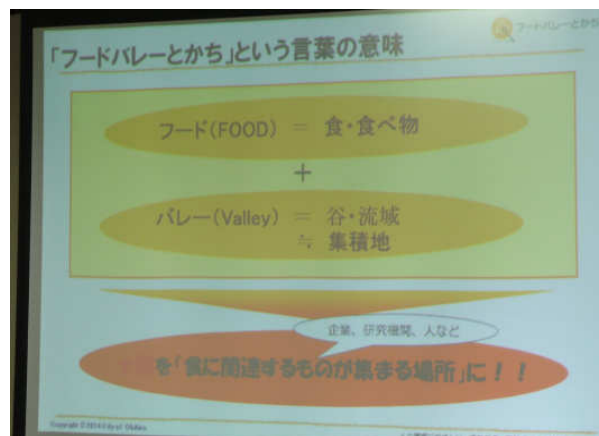 「フードバレーとかち」という言葉の意味
フードバレーとかち
フード(FOOD) ＝ 食・食べ物
＋
バレー(Valley) ＝ 谷・流域
≒ 集積地
企業、研究機関、人など
を「食に関連するものが集まる場所」に！！